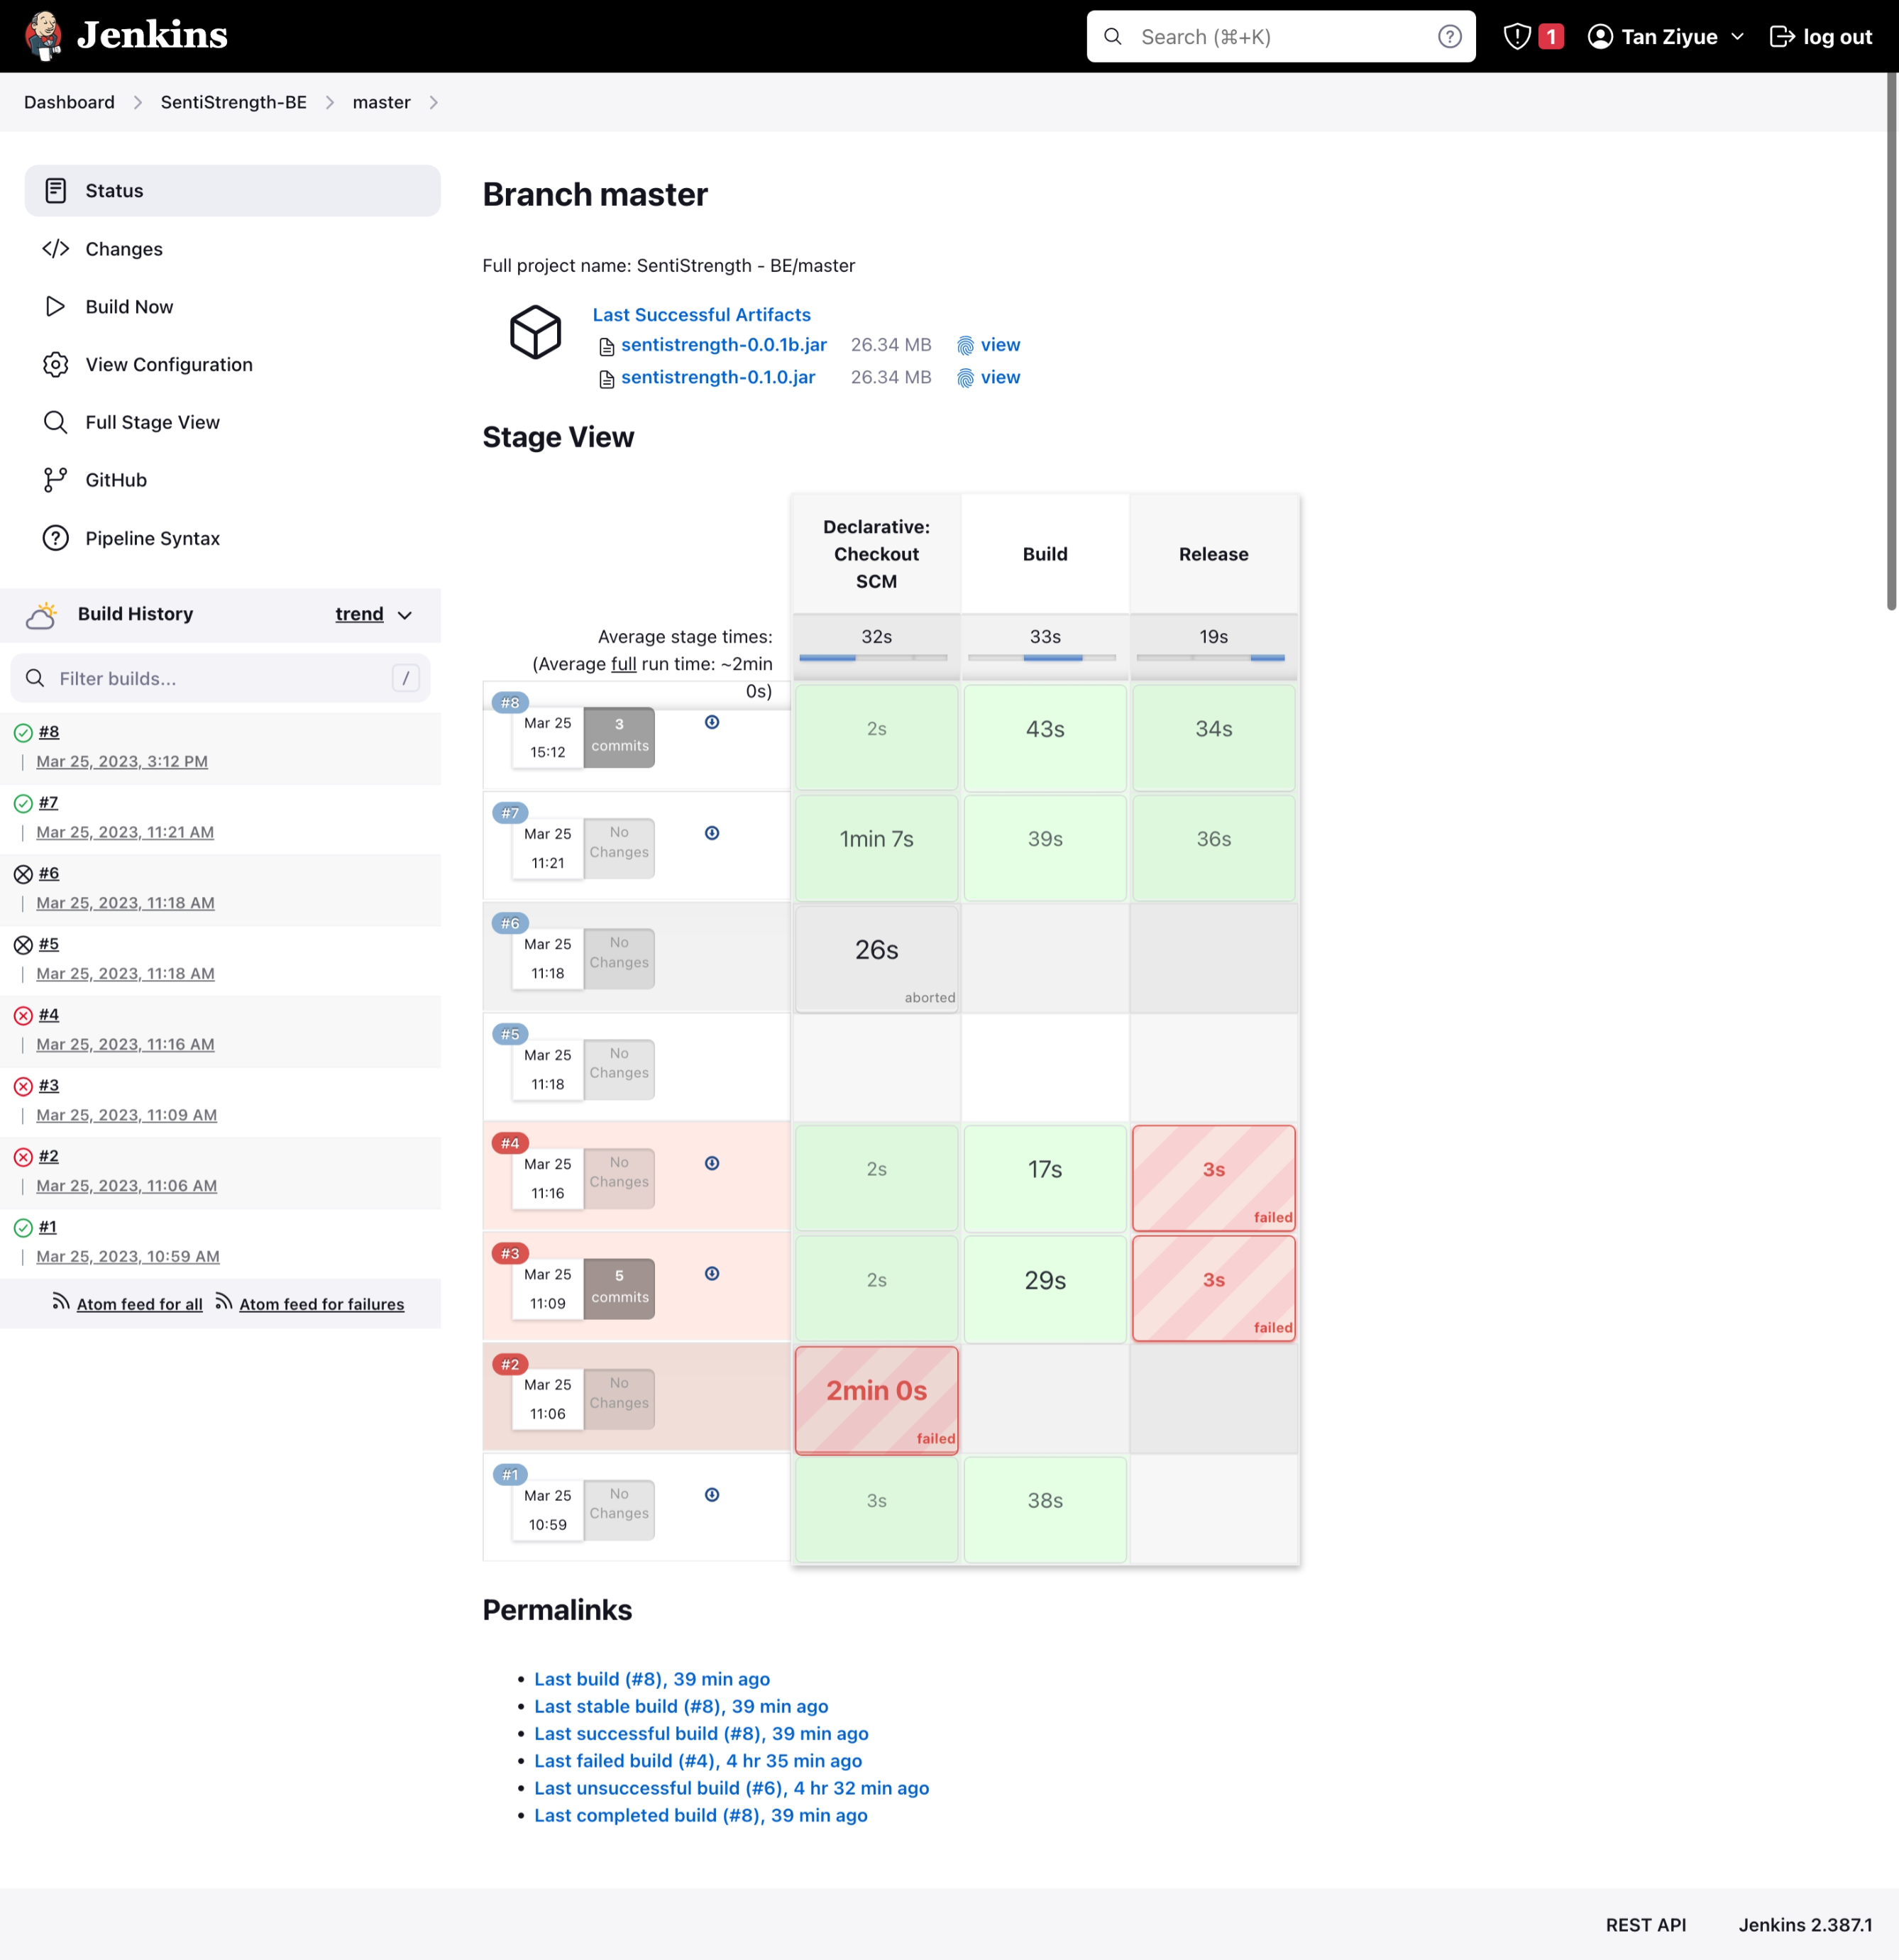 Jenkins
Search (⌘+K)
1
Tan Ziyue
log out
Dashboard
SentiStrength-BE
master
Status
Changes
Build Now
View Configuration
Full Stage View
GitHub
Pipeline Syntax
Build History
trend
Filter builds...
/
#8
Mar 25, 2023, 3:12 PM
#7
Mar 25, 2023, 11:21 AM
#6
Mar 25, 2023, 11:18 AM
#5
Mar 25, 2023, 11:18 AM
#4
Mar 25, 2023, 11:16 AM
#3
Mar 25, 2023, 11:09 AM
#2
Mar 25, 2023, 11:06 AM
#1
Mar 25, 2023, 10:59 AM
Atom feed for all Atom feed for failures
Branch master
Full project name: SentiStrength - BE/master
Last Successful Artifacts
sentistrength-0.0.1b.jar 26.34 MB view
sentistrength-0.1.0.jar 26.34 MB view
Stage View
Declarative:
Checkout
SCM
Build
Release
Average stage times:
(Average full run time: ~2min
0s)
32s
33s
19s
#8
Mar 25
15:12
3
commits
2s
43s
34s
#7
Mar 25
11:21
No
Changes
1min 7s
39s
36s
#6
Mar 25
11:18
No
Changes
26s
aborted
#5
Mar 25
11:18
No
Changes
#4
Mar 25
11:16
No
Changes
2s
17s
3s
failed
#3
Mar 25
11:09
5
commits
2s
29s
3s
failed
#2
Mar 25
11:06
No
Changes
2min 0s
failed
#1
Mar 25
10:59
No
Changes
3s
38s
Permalinks
Last build (#8), 39 min ago
Last stable build (#8), 39 min ago
Last successful build (#8), 39 min ago
Last failed build (#4), 4 hr 35 min ago
Last unsuccessful build (#6), 4 hr 32 min ago
Last completed build (#8), 39 min ago
REST API
Jenkins 2.387.1